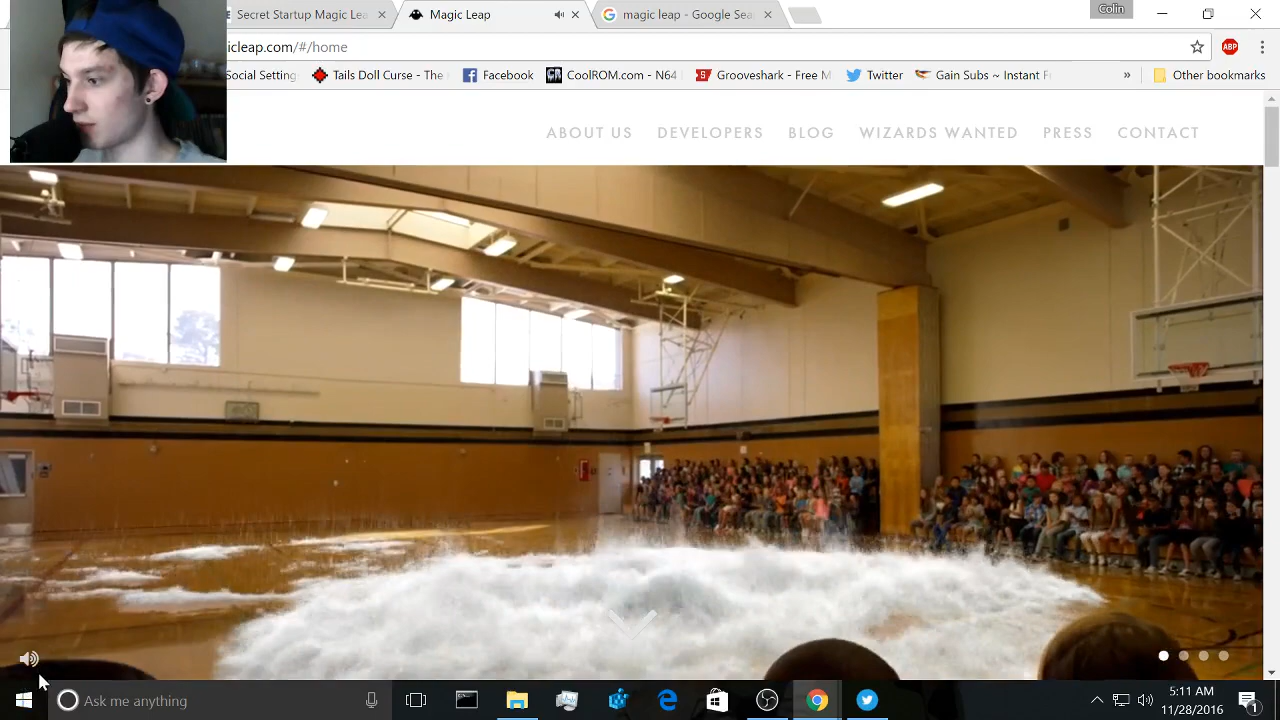 Secret Startup Magic Lea
Magic Leap
magic leap - Google Sea
Colin
icleap.com/#/home
ABP
Social Setting
Tails Doll Curse - The
Facebook
CoolROM.com - N64
Grooveshark - Free M
Twitter
Gain Subs ~ Instant F
»
Other bookmarks
ABOUT US DEVELOPERS BLOG WIZARDS WANTED PRESS CONTACT
Ask me anything
:11 AM
11/28/2016
1